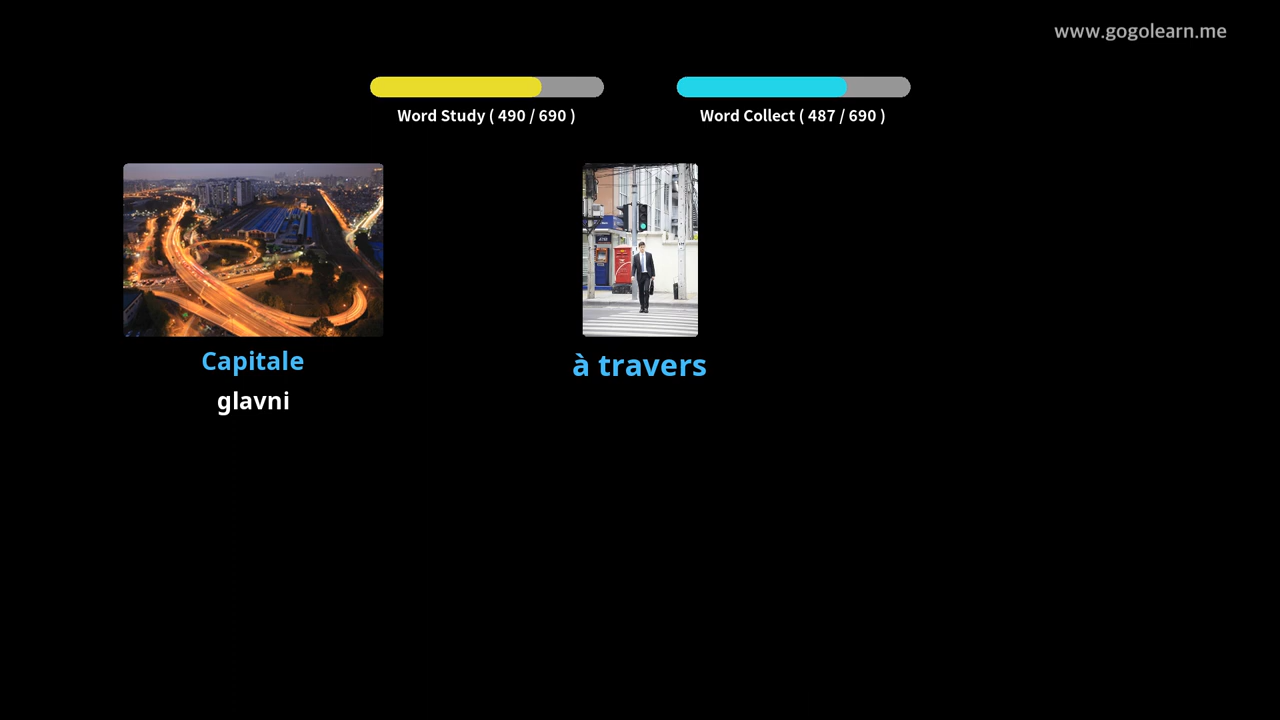 www.gogolearn.me
Word Study ( 490 / 690 )
Word Collect ( 487 / 690 )
Capitale
glavni
à travers